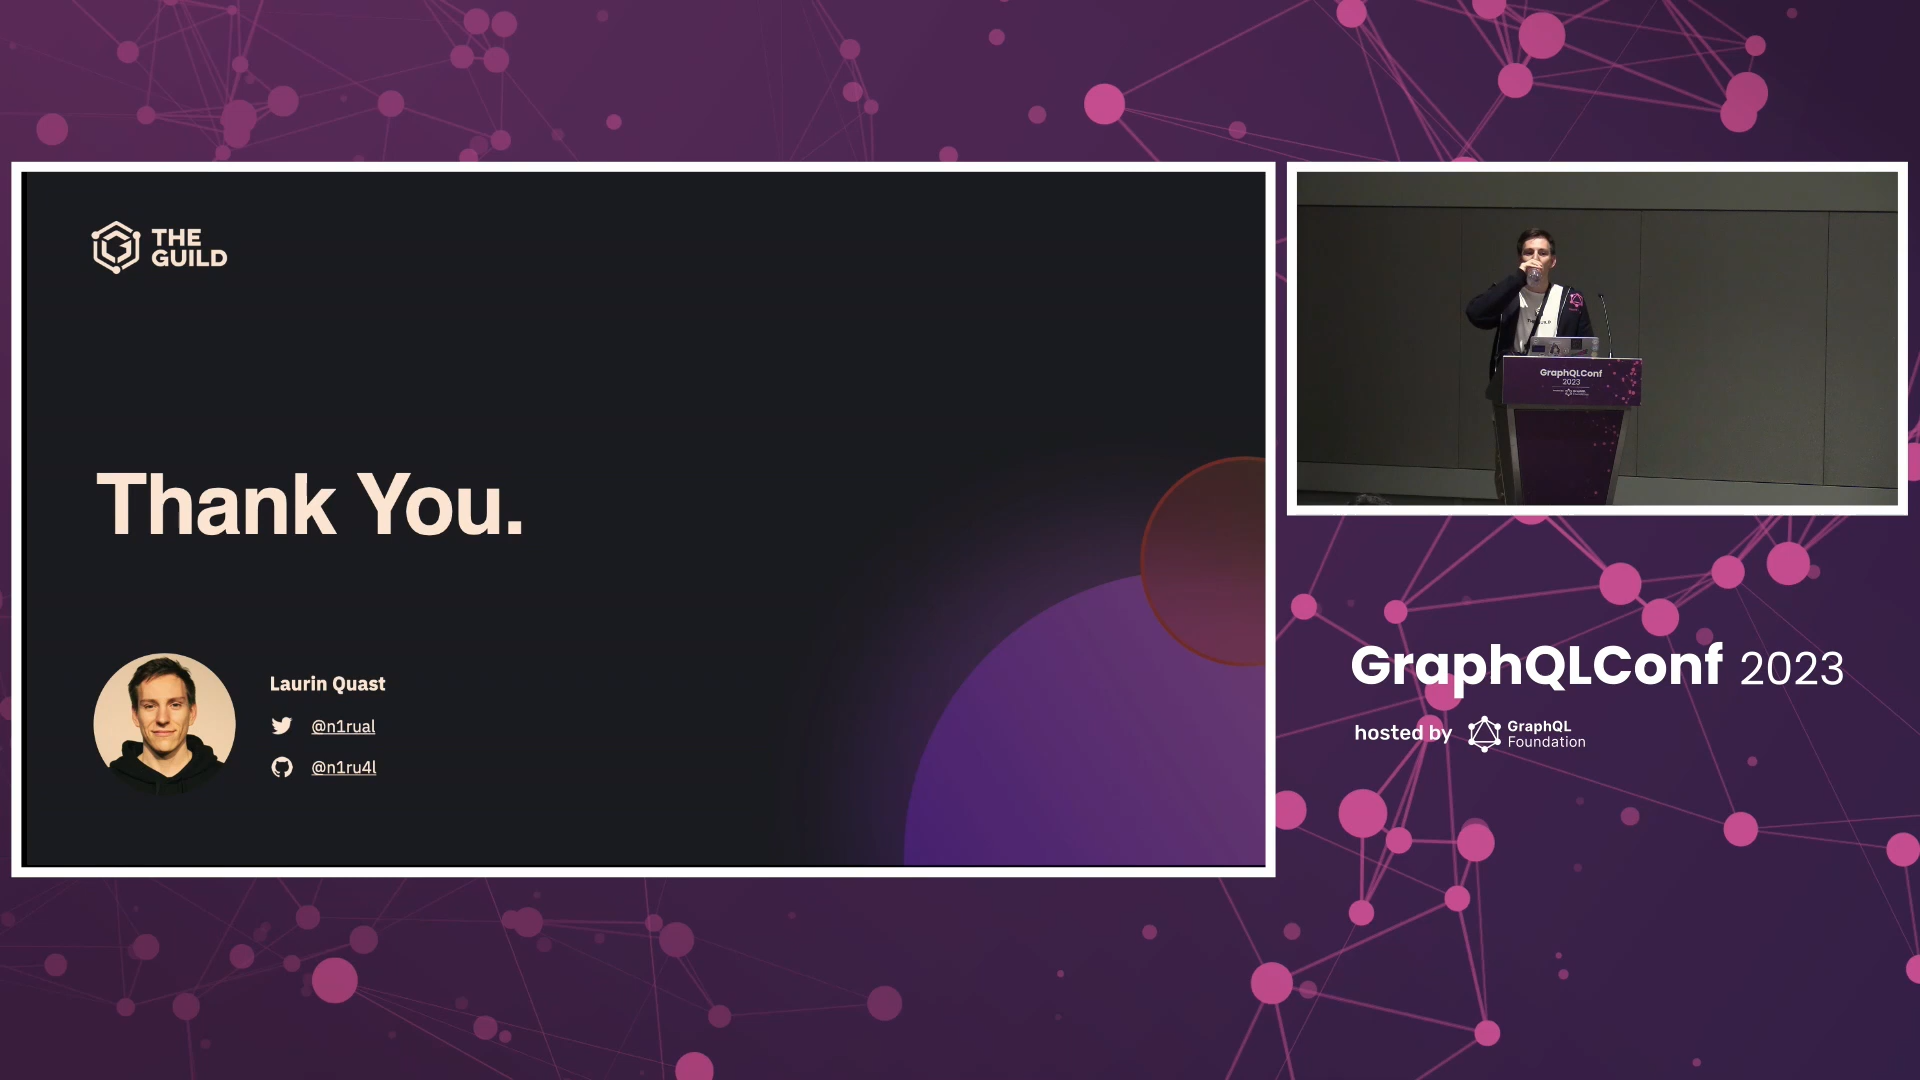 THE
GUILD
Thank You.
Laurin Quast
@n1rual
@n1ru4l
GraphQLConf
2023
GraphQLConf 2023
hosted by GraphQL
Foundation